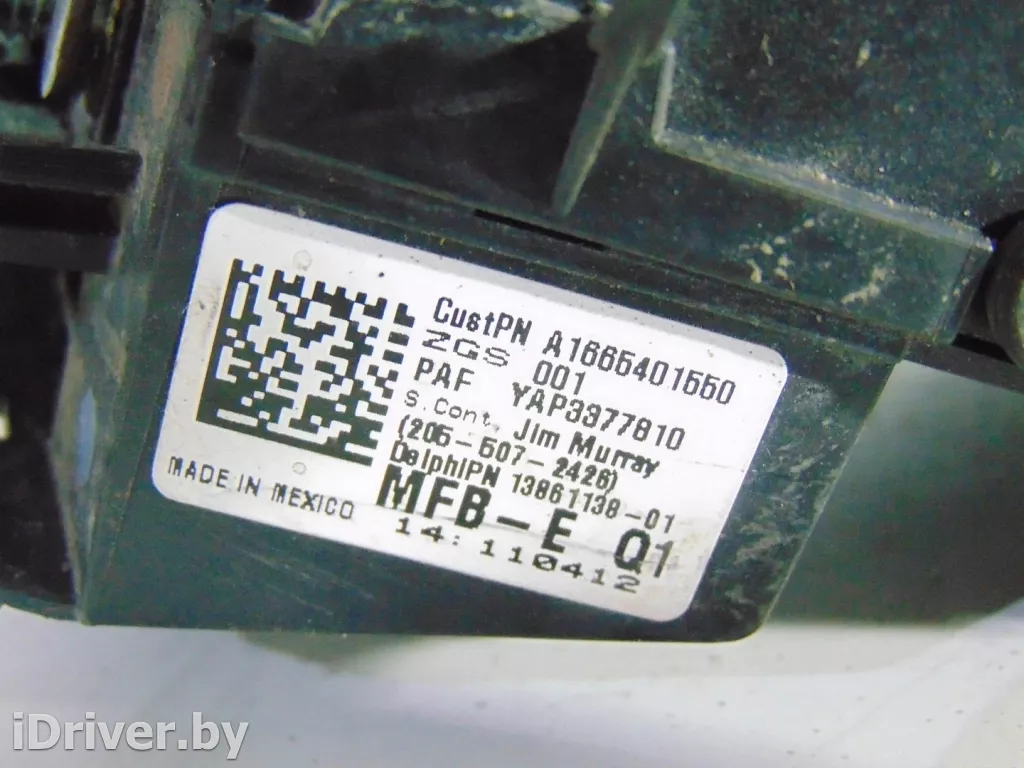 CustPN A1665401550
ZGS 001
PAF YAP3377810
S.Cont. Jim Murray
(205-507-2426)
DelphiPN 13861138-01
MFB-E Q1
14:110412
MADE IN MEXICO
iDriver.by